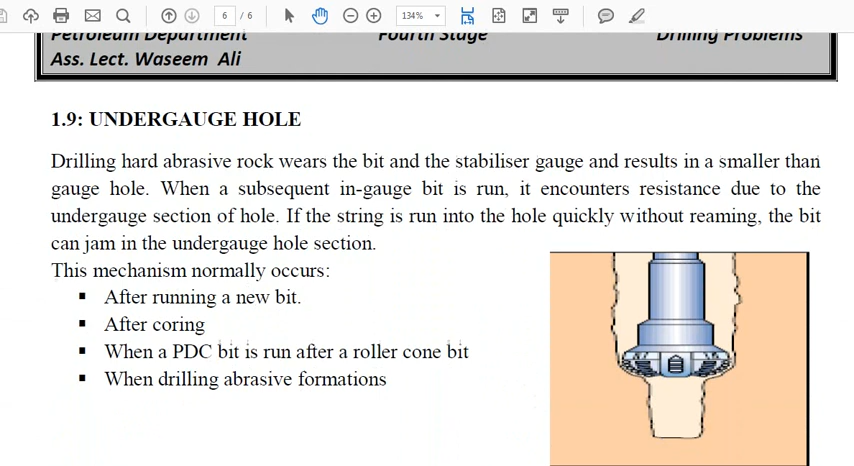 6 / 6
134%
Petroleum Department Fourth Stage Drilling Problems
Ass. Lect. Waseem Ali
1.9: UNDERGAUGE HOLE
Drilling hard abrasive rock wears the bit and the stabiliser gauge and results in a smaller than
gauge hole. When a subsequent in-gauge bit is run, it encounters resistance due to the
undergauge section of hole. If the string is run into the hole quickly without reaming, the bit
can jam in the undergauge hole section.
This mechanism normally occurs:
▪ After running a new bit.
▪ After coring
▪ When a PDC bit is run after a roller cone bit
▪ When drilling abrasive formations